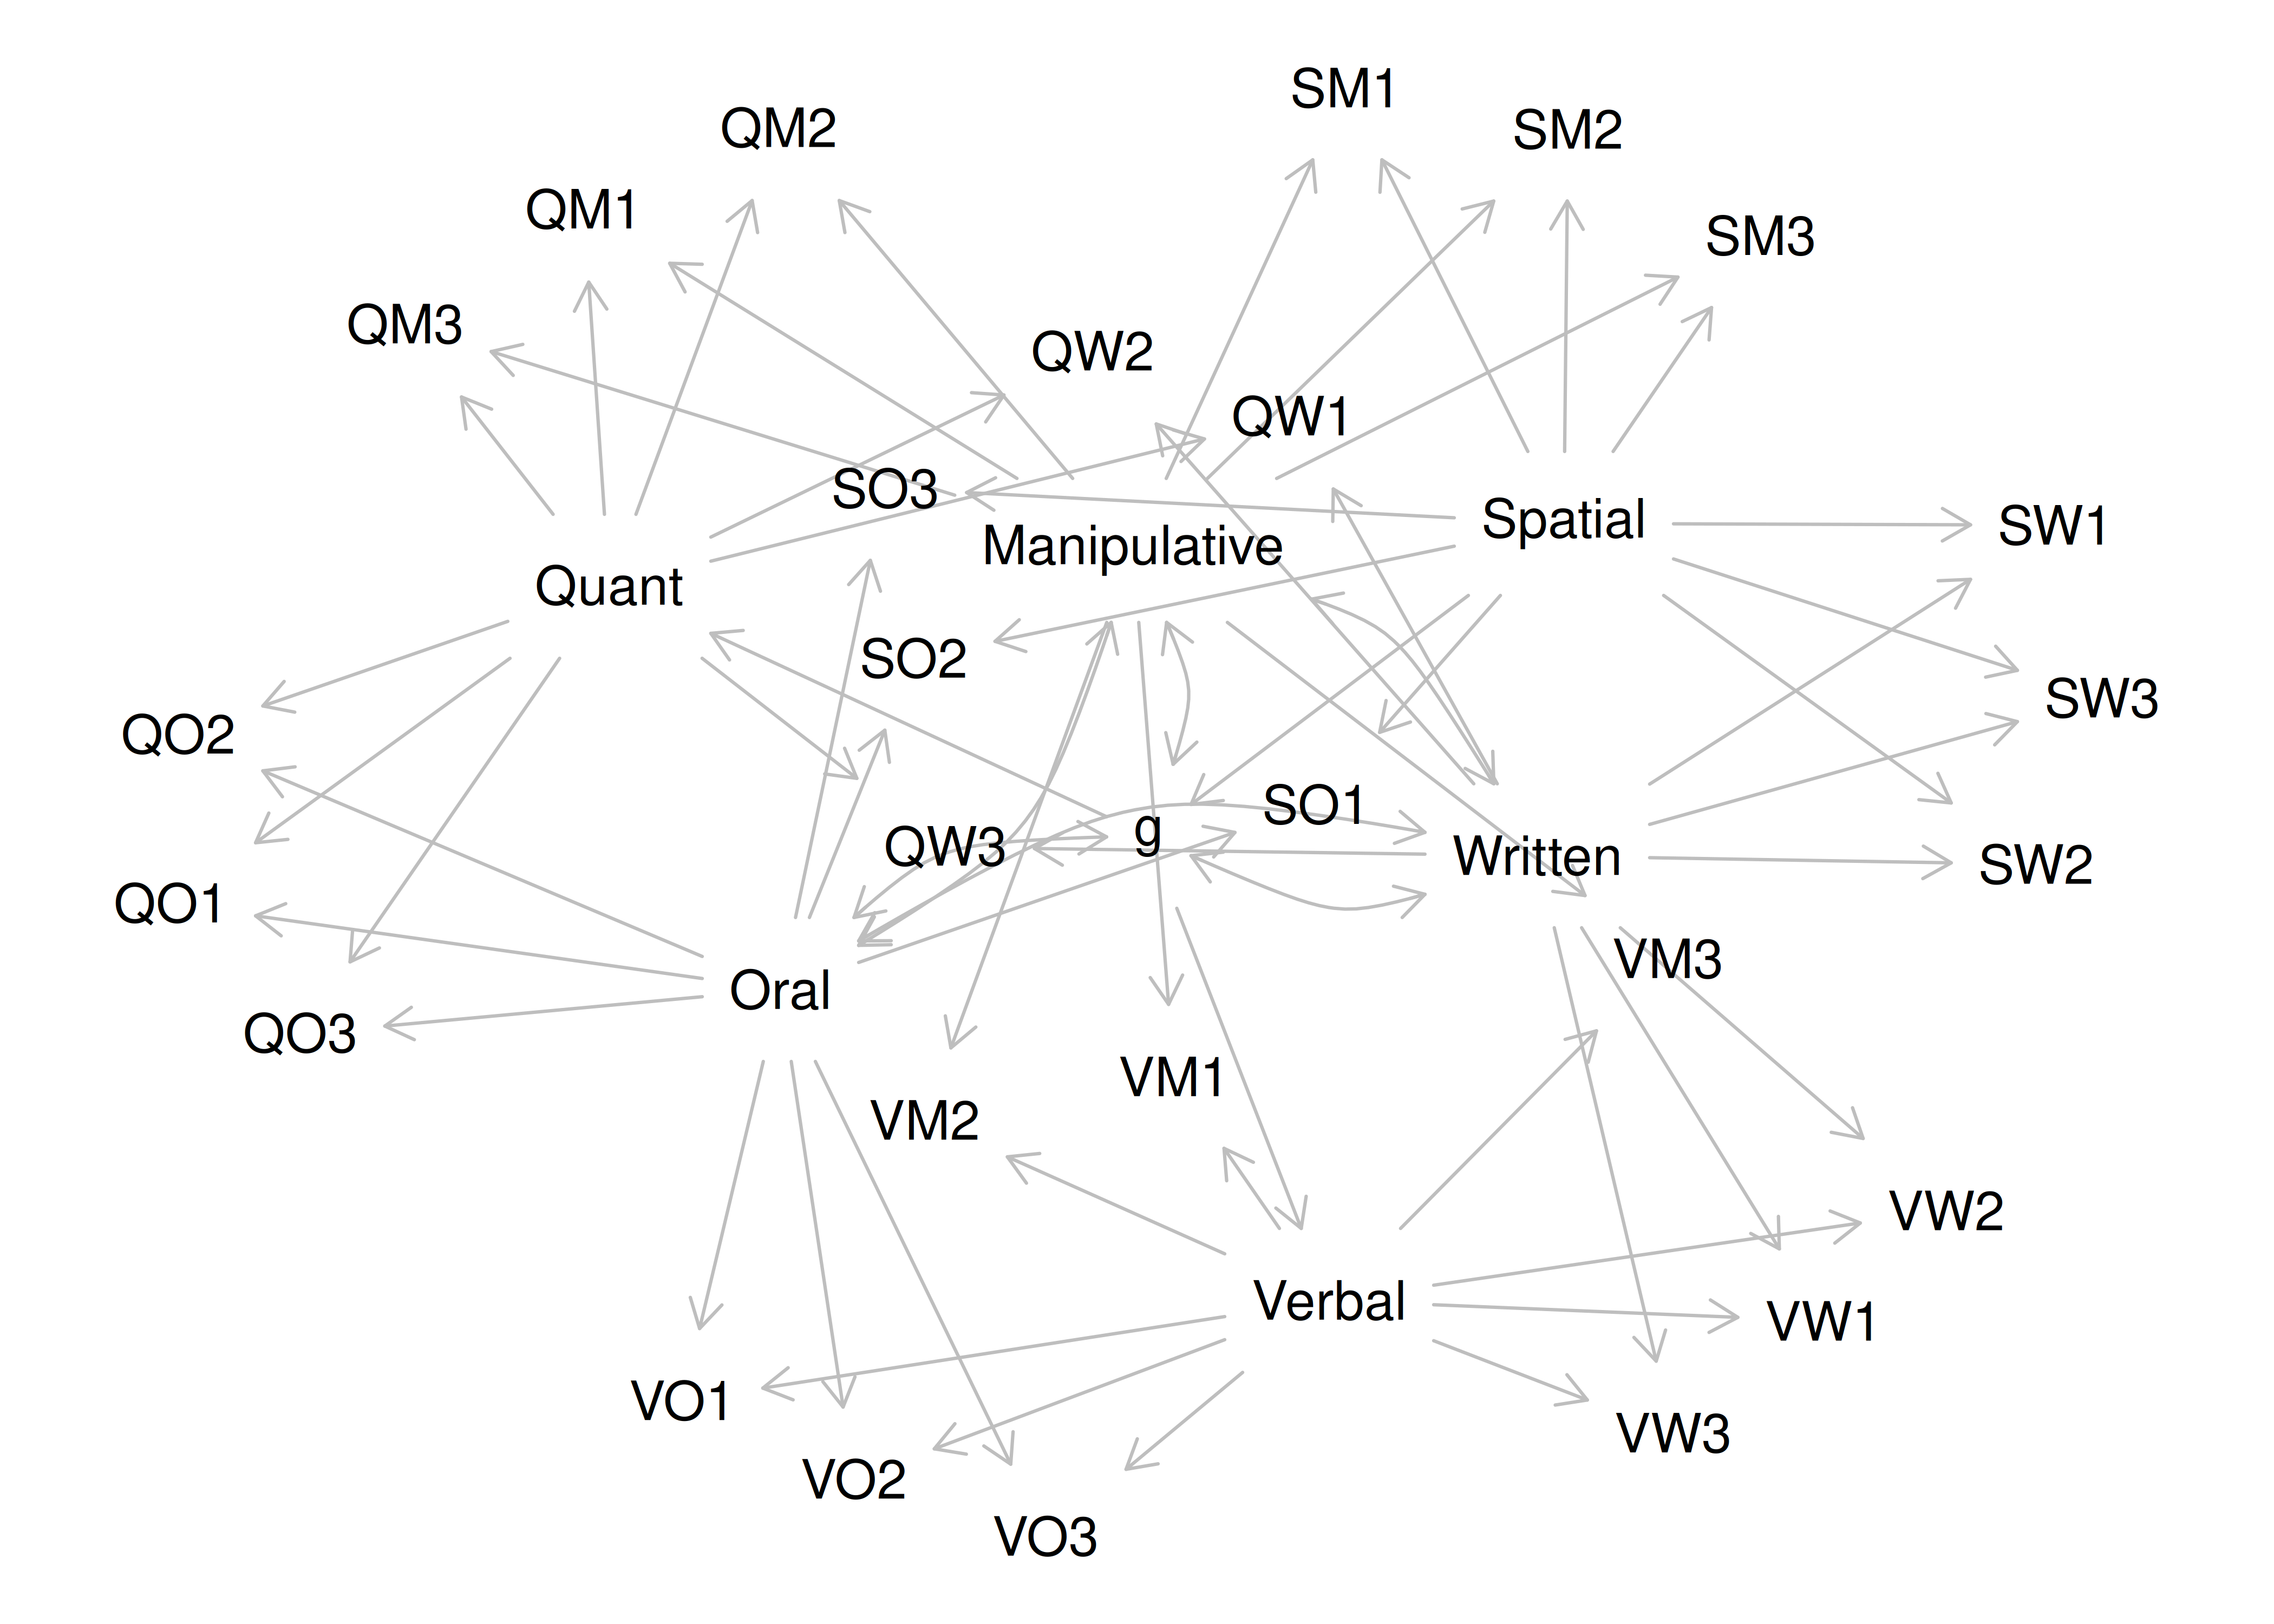 SM1
QM2
SM2
QM1
SM3
QM3
QW2
QW1
SO3
Spatial
SW1
Manipulative
Quant
SO2
SW3
QO2
SO1
g
QW3
Written
SW2
QO1
VM3
Oral
QO3
VM1
VM2
VW2
Verbal
VW1
VO1
VW3
VO2
VO3